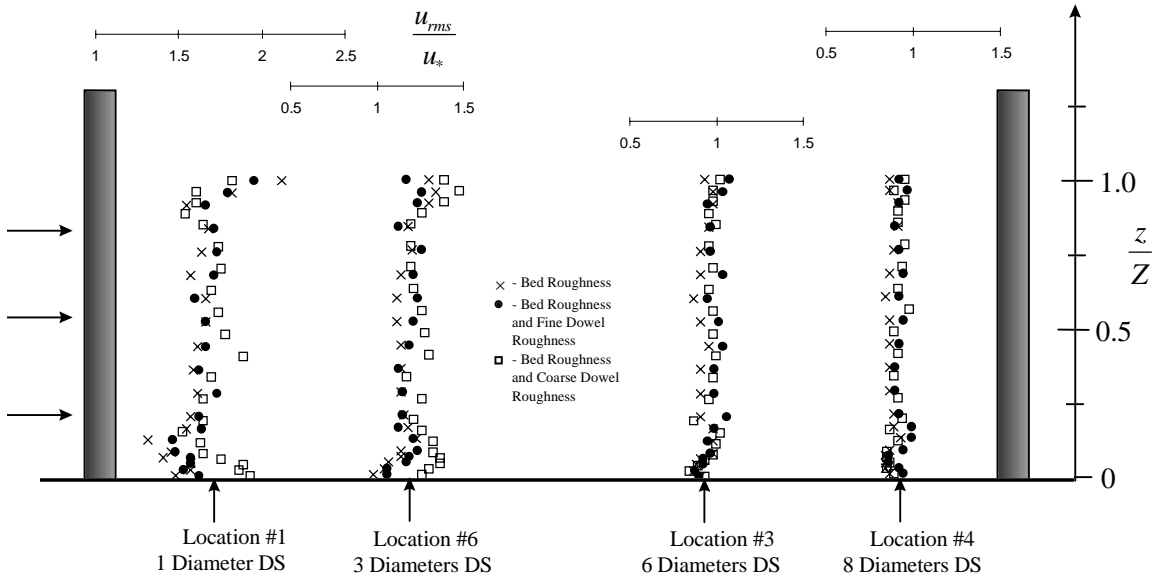 u_rms
u_*
1 1.5 2 2.5
0.5 1 1.5
0.5 1 1.5
0.5 1 1.5
1.0
z
Z
0.5
0
× - Bed Roughness
● - Bed Roughness
and Fine Dowel
Roughness
□ - Bed Roughness
and Coarse Dowel
Roughness
Location #1
1 Diameter DS
Location #6
3 Diameters DS
Location #3
6 Diameters DS
Location #4
8 Diameters DS